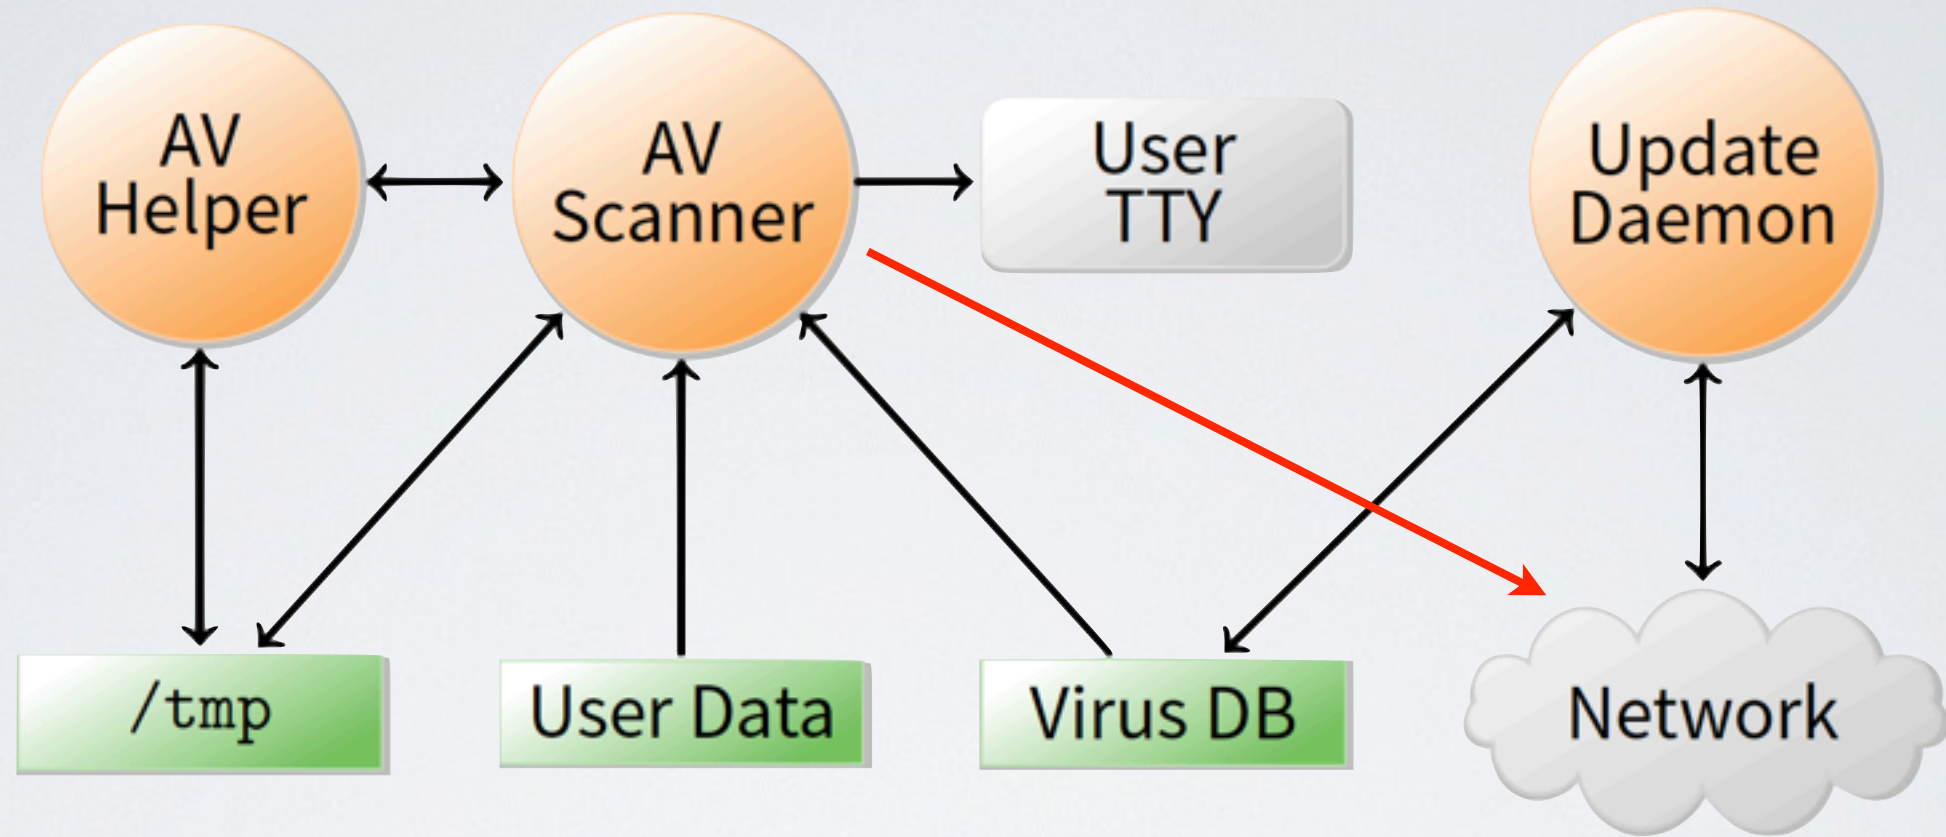 AV
Helper
AV
Scanner
User
TTY
Update
Daemon
/tmp
User Data
Virus DB
Network